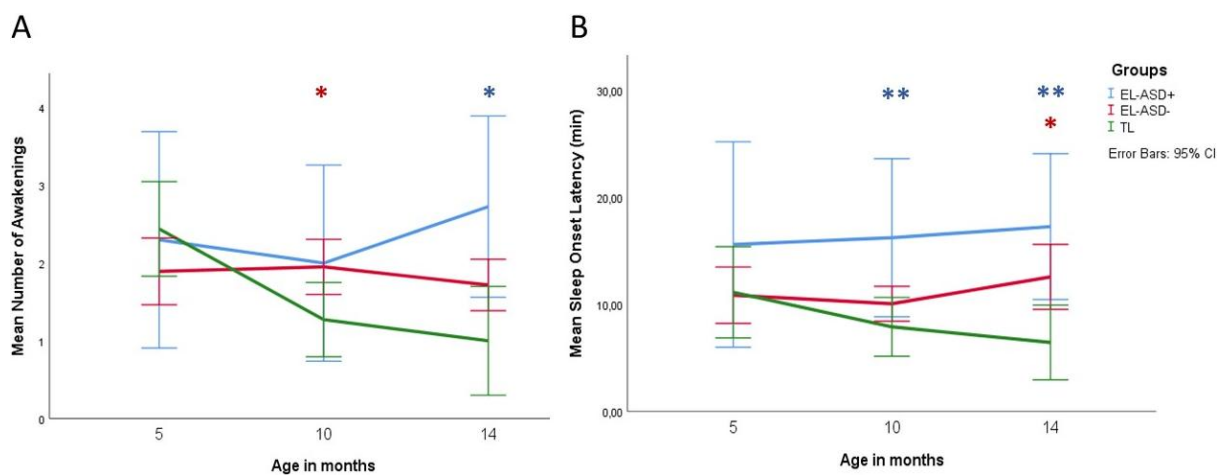 A
Mean Number of Awakenings
4
3
2
1
0
*
*
5
10
14
Age in months
B
Mean Sleep Onset Latency (min)
30,00
20,00
10,00
0,00
**
**
*
5
10
14
Age in months
Groups
EL-ASD+
EL-ASD-
TL
Error Bars: 95% CI